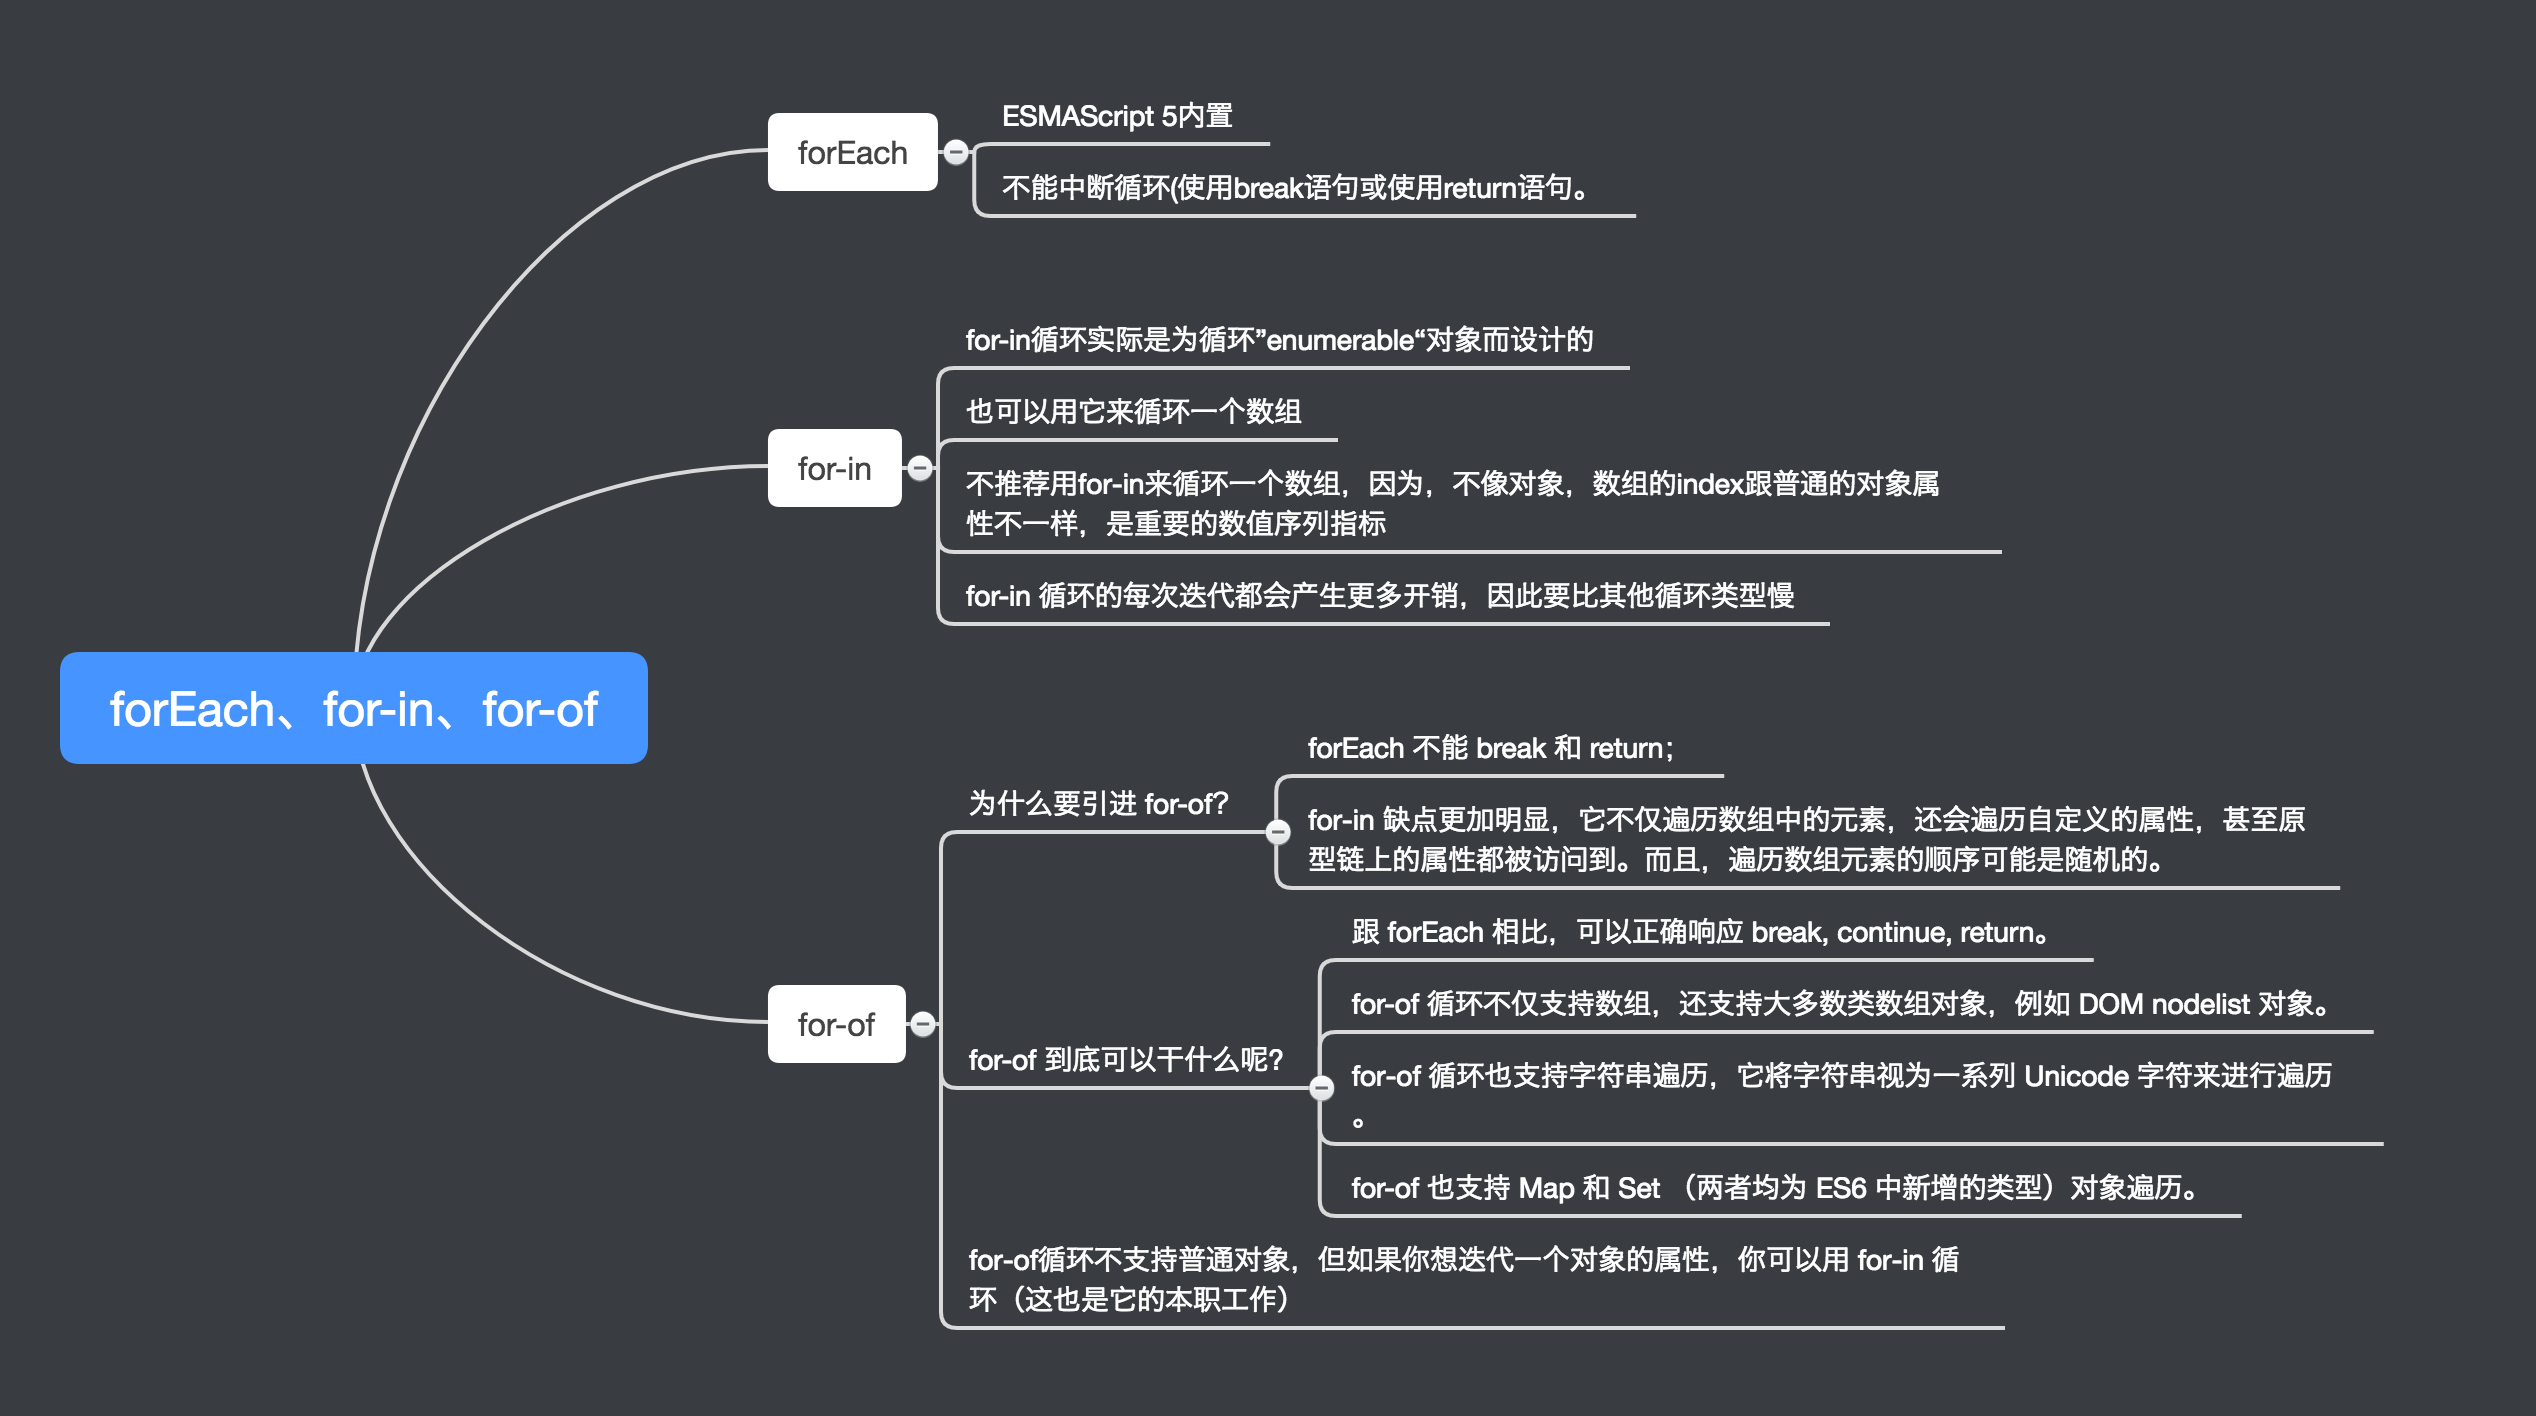 forEach、for-in、for-of
forEach
ESMAScript 5内置
不能中断循环(使用break语句或使用return语句。
for-in
for-in循环实际是为循环”enumerable“对象而设计的
也可以用它来循环一个数组
不推荐用for-in来循环一个数组，因为，不像对象，数组的index跟普通的对象属
性不一样，是重要的数值序列指标
for-in 循环的每次迭代都会产生更多开销，因此要比其他循环类型慢
for-of
为什么要引进 for-of？
forEach 不能 break 和 return；
for-in 缺点更加明显，它不仅遍历数组中的元素，还会遍历自定义的属性，甚至原
型链上的属性都被访问到。而且，遍历数组元素的顺序可能是随机的。
for-of 到底可以干什么呢?
跟 forEach 相比，可以正确响应 break, continue, return。
for-of 循环不仅支持数组，还支持大多数类数组对象，例如 DOM nodelist 对象。
for-of 循环也支持字符串遍历，它将字符串视为一系列 Unicode 字符来进行遍历
。
for-of 也支持 Map 和 Set （两者均为 ES6 中新增的类型）对象遍历。
for-of循环不支持普通对象，但如果你想迭代一个对象的属性，你可以用 for-in 循
环（这也是它的本职工作）